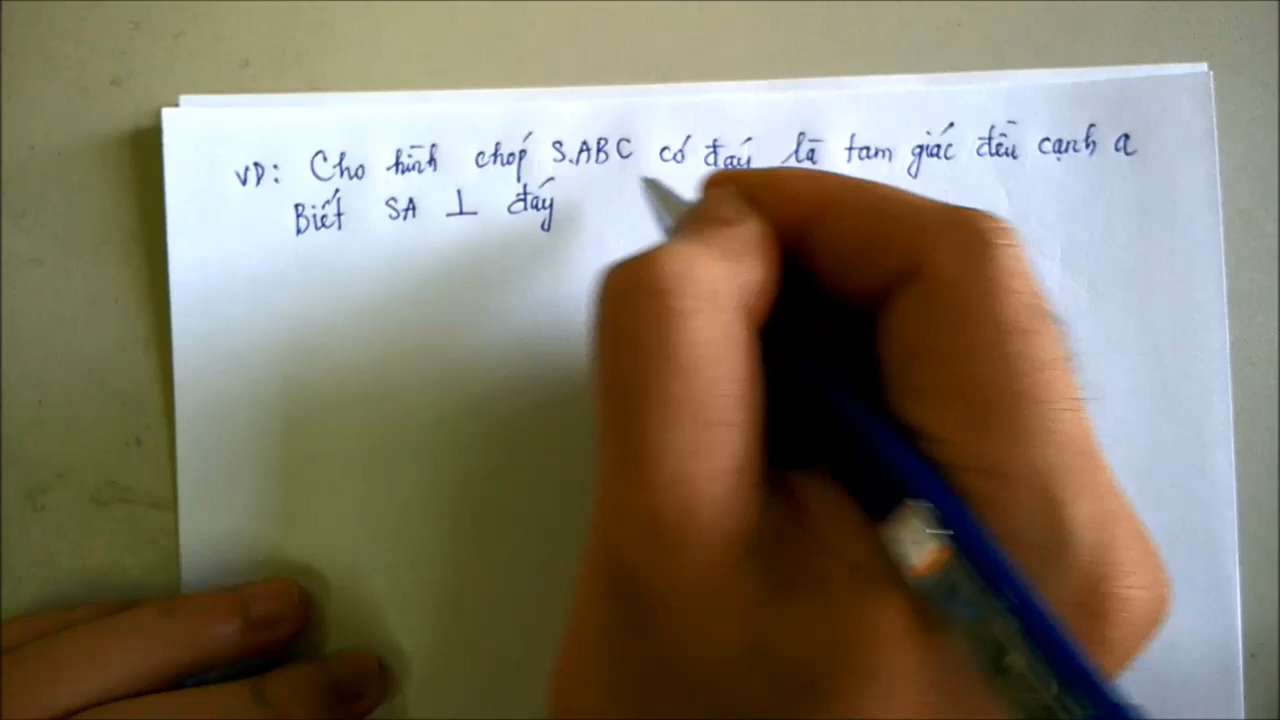 VD: Cho hình chóp S.ABC có đáy là tam giác đều cạnh a
Biết SA ⊥ đáy